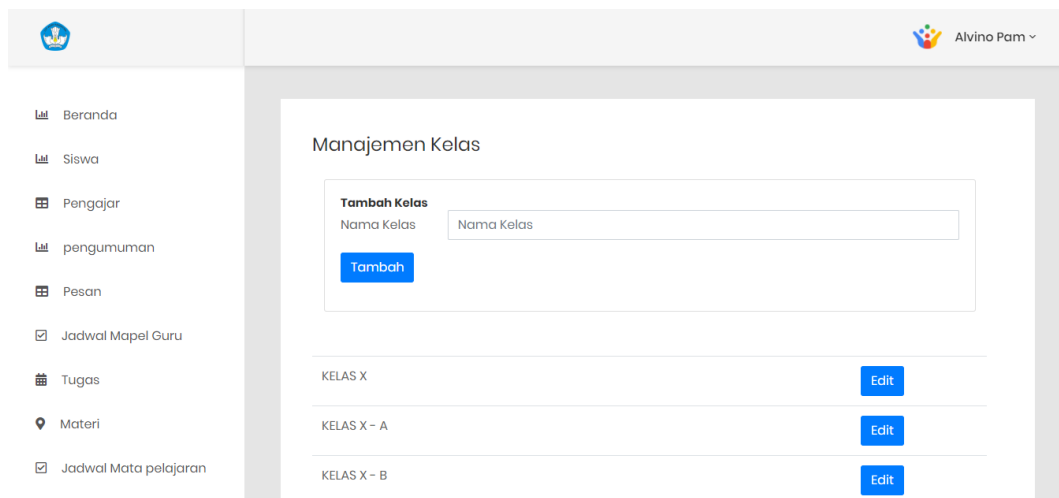 Alvino Pam
Beranda
Siswa
Pengajar
pengumuman
Pesan
Jadwal Mapel Guru
Tugas
Materi
Jadwal Mata pelajaran
Manajemen Kelas
Tambah Kelas
Nama Kelas Nama Kelas
Tambah
KELAS X Edit
KELAS X - A Edit
KELAS X - B Edit